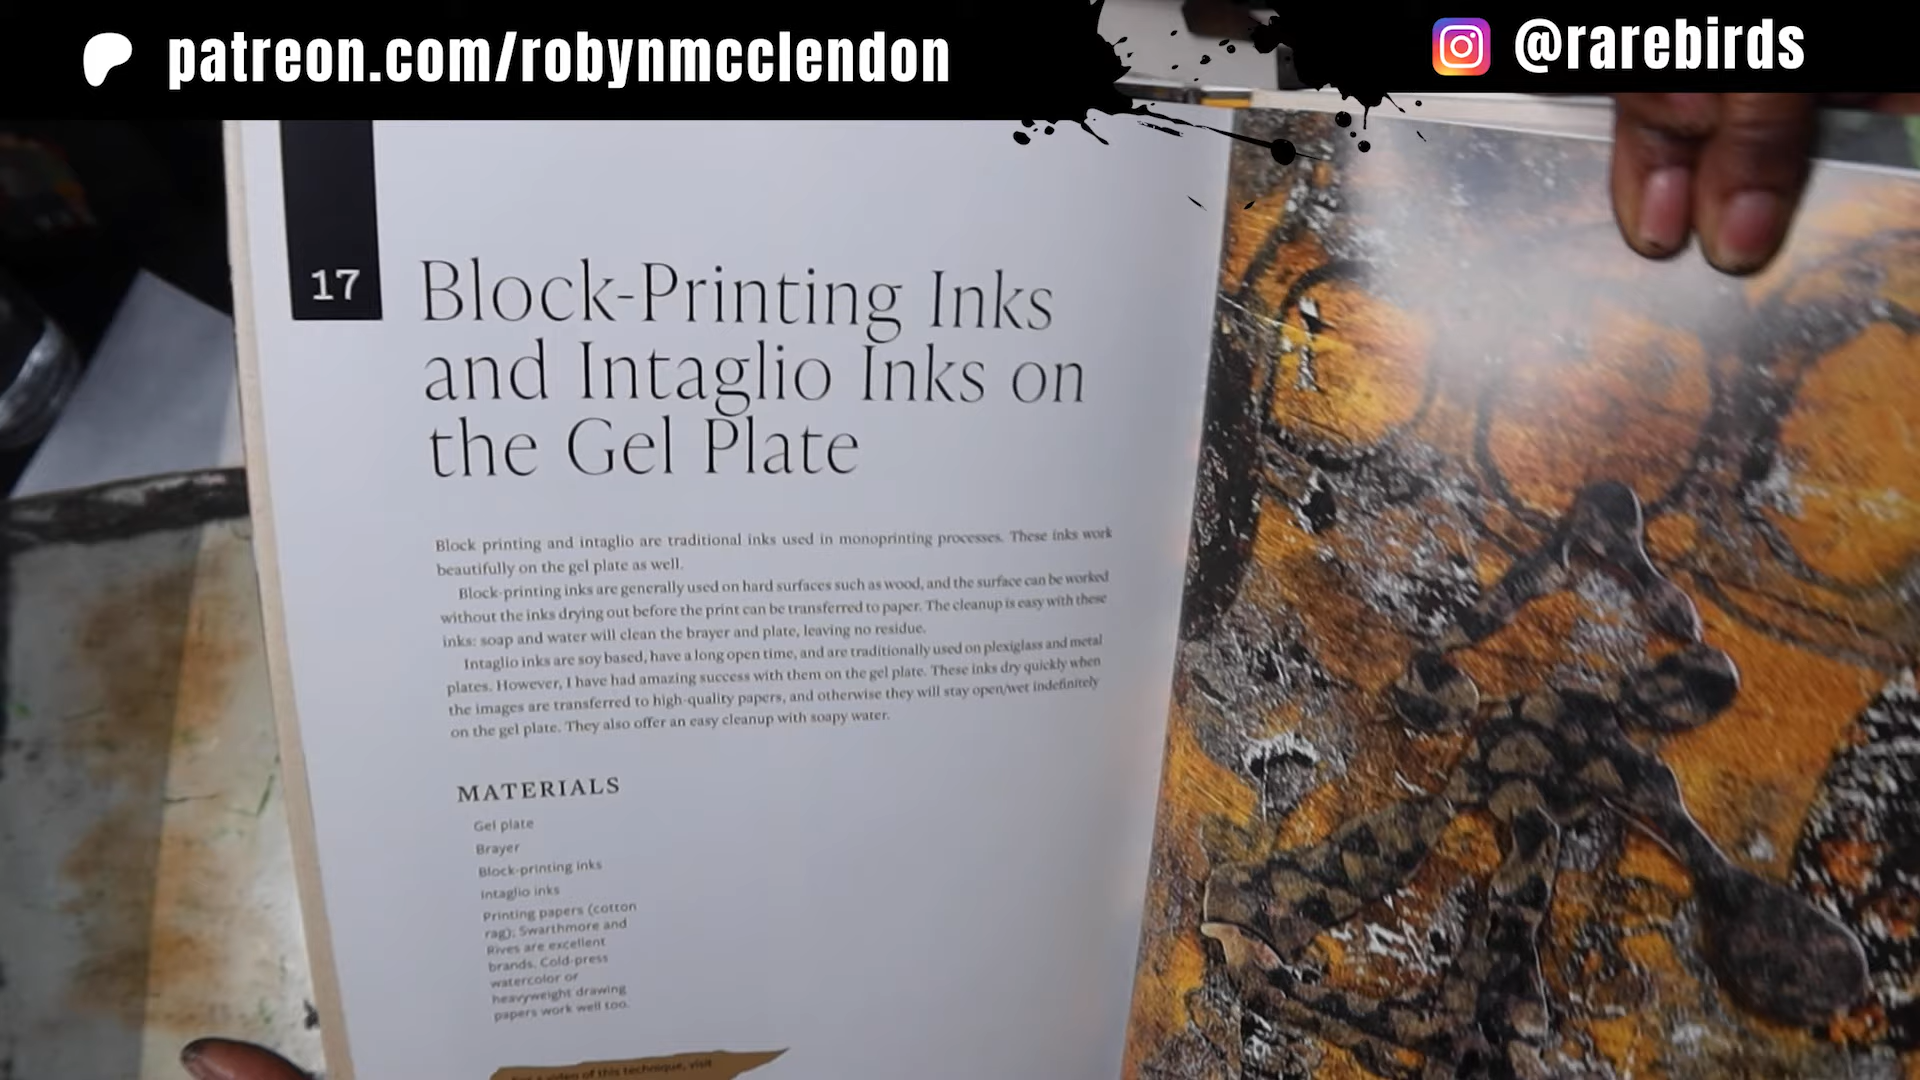 patreon.com/robynmcclendon
@rarebirds
17
Block-Printing Inks
and Intaglio Inks on
the Gel Plate
Block printing and intaglio are traditional inks used in monoprinting processes. These inks work
beautifully on the gel plate as well.
Block-printing inks are generally used on hard surfaces such as wood, and the surface can be worked
without the inks drying out before the print can be transferred to paper. The cleanup is easy with these
inks: soap and water will clean the brayer and plate, leaving no residue.
Intaglio inks are soy based, have a long open time, and are traditionally used on plexiglass and metal
plates. However, I have had amazing success with them on the gel plate. These inks dry quickly when
the images are transferred to high-quality papers, and otherwise they will stay open/wet indefinitely
on the gel plate. They also offer an easy cleanup with soapy water.
MATERIALS
Gel plate
Brayer
Block-printing inks
Intaglio inks
Printing papers (cotton
rag); Swarthmore and
Rives are excellent
brands. Cold-press
watercolor or
heavyweight drawing
papers work well too.
video of this technique, visit